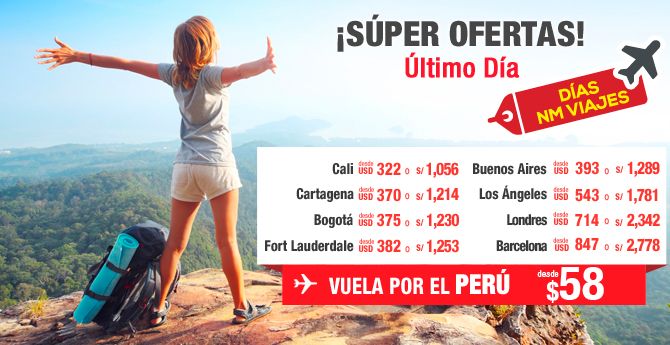 ¡SÚPER OFERTAS!
Último Día
DÍAS
NM VIAJES
Cali desde USD 322 o S/ 1,056
Cartagena desde USD 370 o S/ 1,214
Bogotá desde USD 375 o S/ 1,230
Fort Lauderdale desde USD 382 o S/ 1,253
Buenos Aires desde USD 393 o S/ 1,289
Los Ángeles desde USD 543 o S/ 1,781
Londres desde USD 714 o S/ 2,342
Barcelona desde USD 847 o S/ 2,778
VUELA POR EL PERÚ desde $58